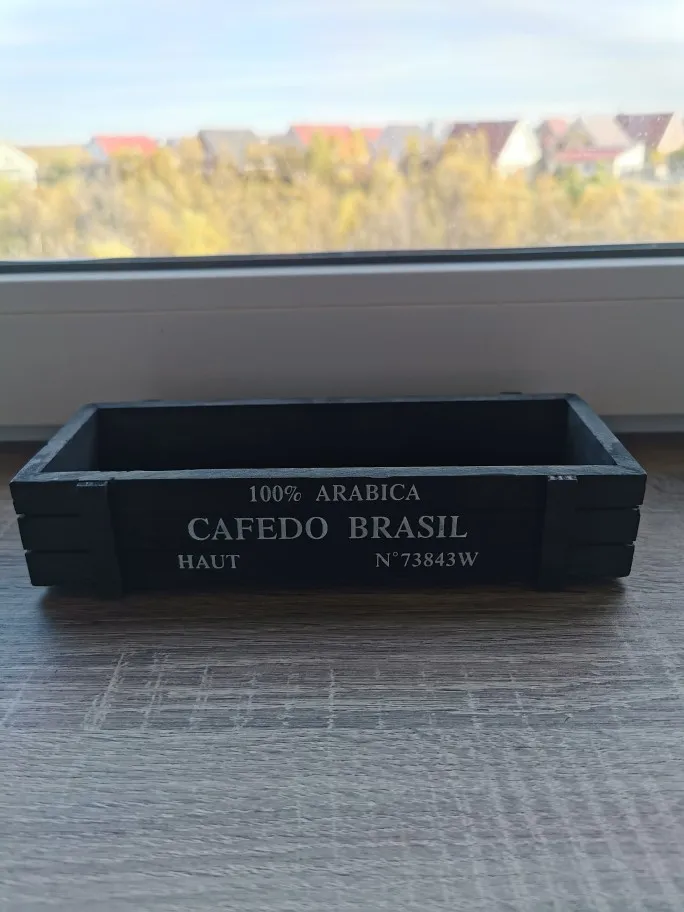 100% ARABICA
CAFEDO BRASIL
HAUT N°73843W